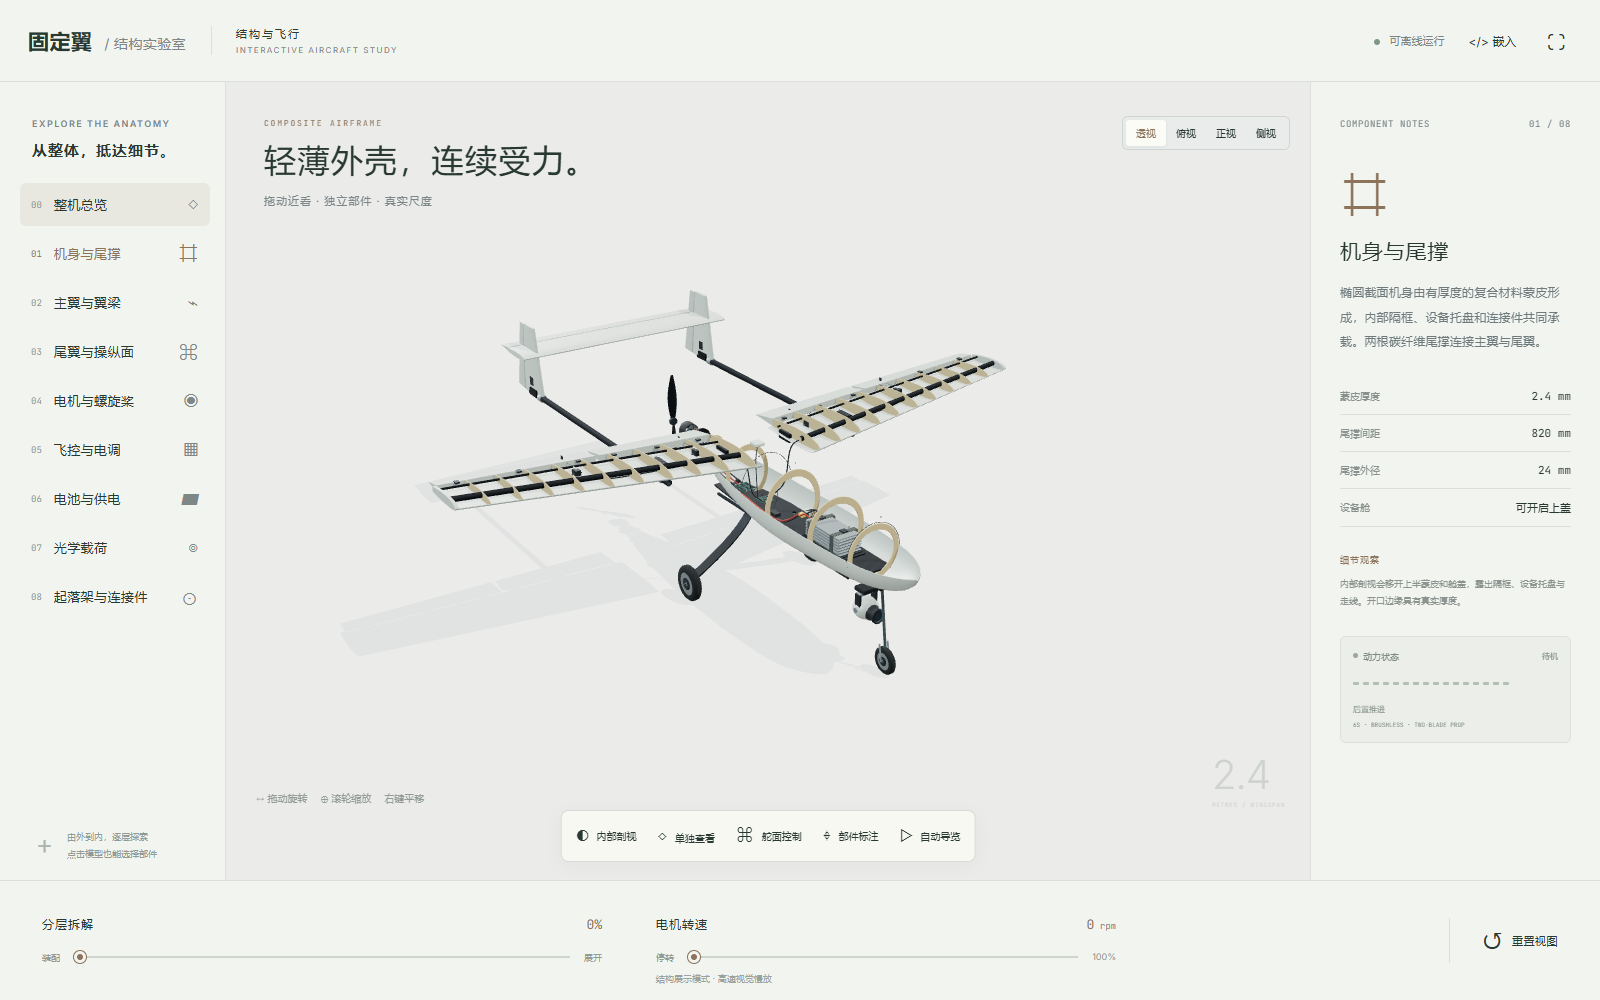 固定翼 / 结构实验室
结构与飞行
INTERACTIVE AIRCRAFT STUDY
可离线运行
</> 嵌入
EXPLORE THE ANATOMY
从整体，抵达细节。
00 整机总览
01 机身与尾撑
02 主翼与翼梁
03 尾翼与操纵面
04 电机与螺旋桨
05 飞控与电调
06 电池与供电
07 光学载荷
08 起落架与连接件
由外到内，逐层探索
点击模型也能选择部件
COMPOSITE AIRFRAME
轻薄外壳，连续受力。
拖动近看 · 独立部件 · 真实尺度
透视 俯视 正视 侧视
2.4
METRES / WINGSPAN
拖动旋转 滚轮缩放 右键平移
内部剖视 单独查看 舵面控制 部件标注 自动导览
COMPONENT NOTES 01 / 08
机身与尾撑
椭圆截面机身由有厚度的复合材料蒙皮形
成，内部隔框、设备托盘和连接件共同承
载。两根碳纤维尾撑连接主翼与尾翼。
蒙皮厚度 2.4 mm
尾撑间距 820 mm
尾撑外径 24 mm
设备舱 可开启上盖
细节观察
内部剖视会移开上半蒙皮和舱盖，露出隔框、设备托盘与
走线。开口边缘具有真实厚度。
动力状态 待机
后置推进
6S · BRUSHLESS · TWO-BLADE PROP
分层拆解 0%
装配 展开
电机转速 0 rpm
停转 100%
结构展示模式 · 高速视觉慢放
重置视图